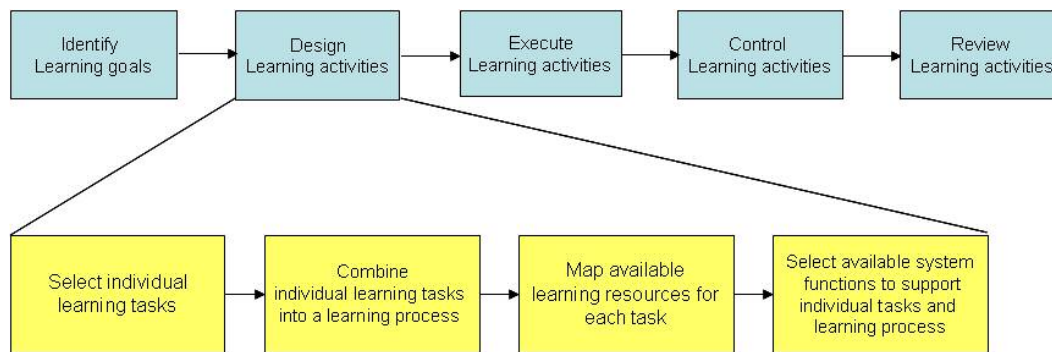 Identify
Learning goals
Design
Learning activities
Execute
Learning activities
Control
Learning activities
Review
Learning activities
Select individual
learning tasks
Combine
individual learning tasks
into a learning process
Map available
learning resources for
each task
Select available system
functions to support
individual tasks and
learning process